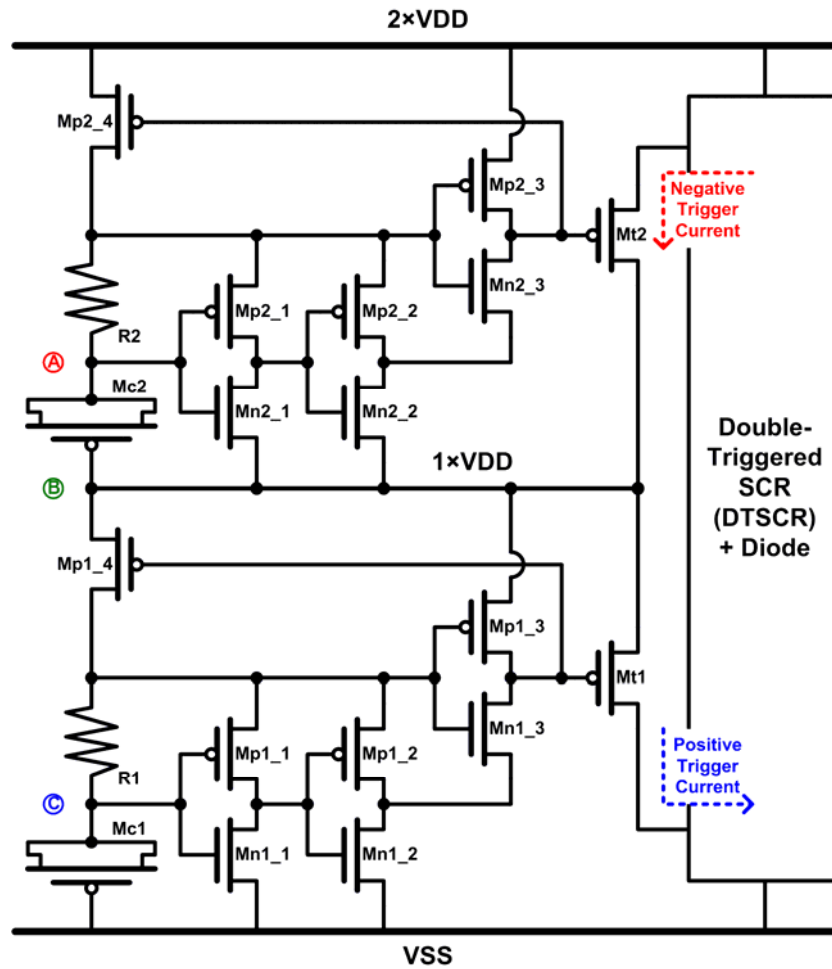 2×VDD
Mp2_4
Mp2_3
Negative
Trigger
Current
Mt2
Mp2_1
Mp2_2
Mn2_3
R2
A
Mc2
Mn2_1
Mn2_2
Double-
Triggered
SCR
(DTSCR)
+ Diode
1×VDD
B
Mp1_4
Mp1_3
Mt1
Mn1_3
Mp1_1
Mp1_2
Positive
Trigger
Current
R1
C
Mc1
Mn1_1
Mn1_2
VSS